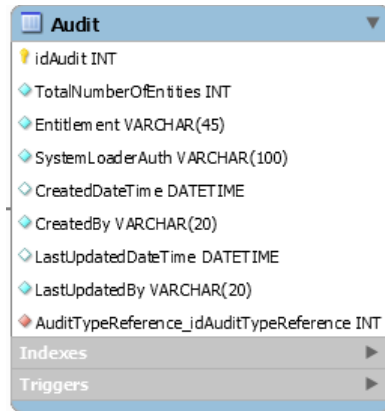 Audit
idAudit INT
TotalNumberOfEntities INT
Entitlement VARCHAR(45)
SystemLoaderAuth VARCHAR(100)
CreatedDateTime DATETIME
CreatedBy VARCHAR(20)
LastUpdatedDateTime DATETIME
LastUpdatedBy VARCHAR(20)
AuditTypeReference_idAuditTypeReference INT
Indexes
Triggers